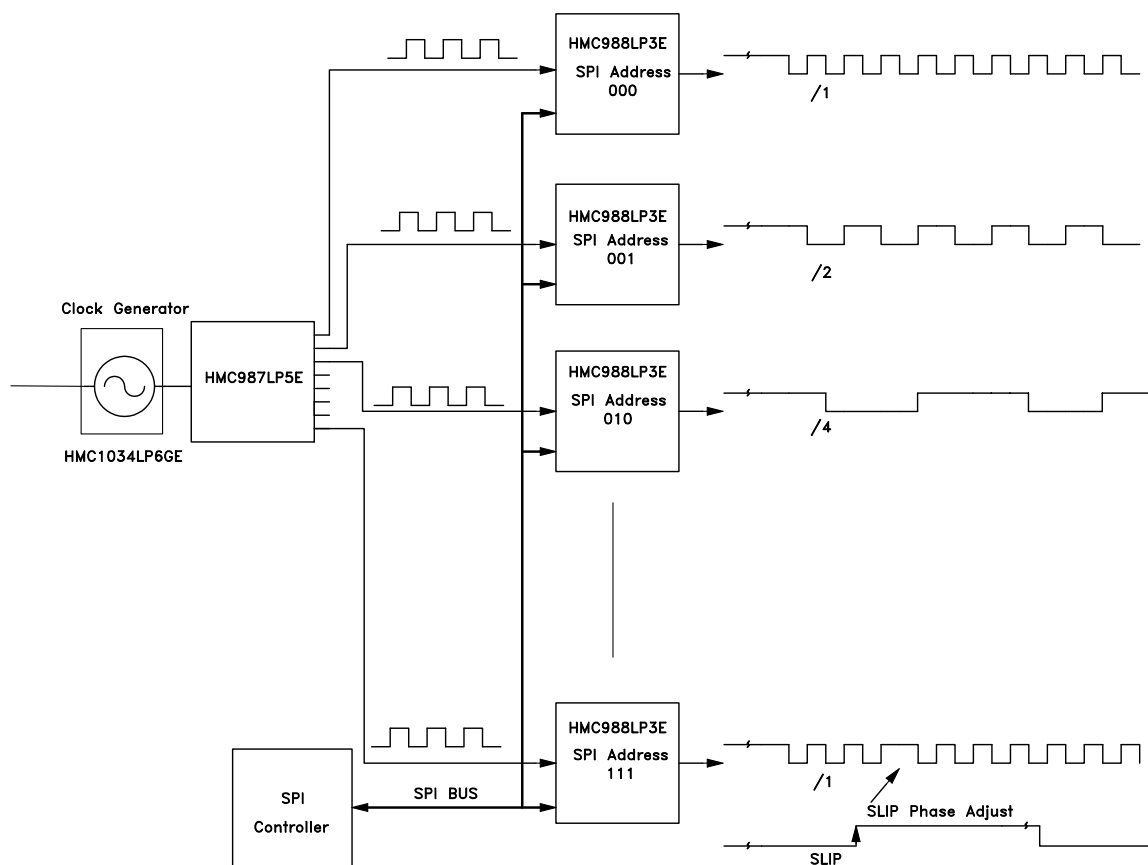 HMC988LP3E
SPI Address
000
/1
HMC988LP3E
SPI Address
001
/2
Clock Generator
HMC987LP5E
HMC1034LP6GE
HMC988LP3E
SPI Address
010
/4
HMC988LP3E
SPI Address
111
/1
SPI BUS
SPI
Controller
SLIP Phase Adjust
SLIP